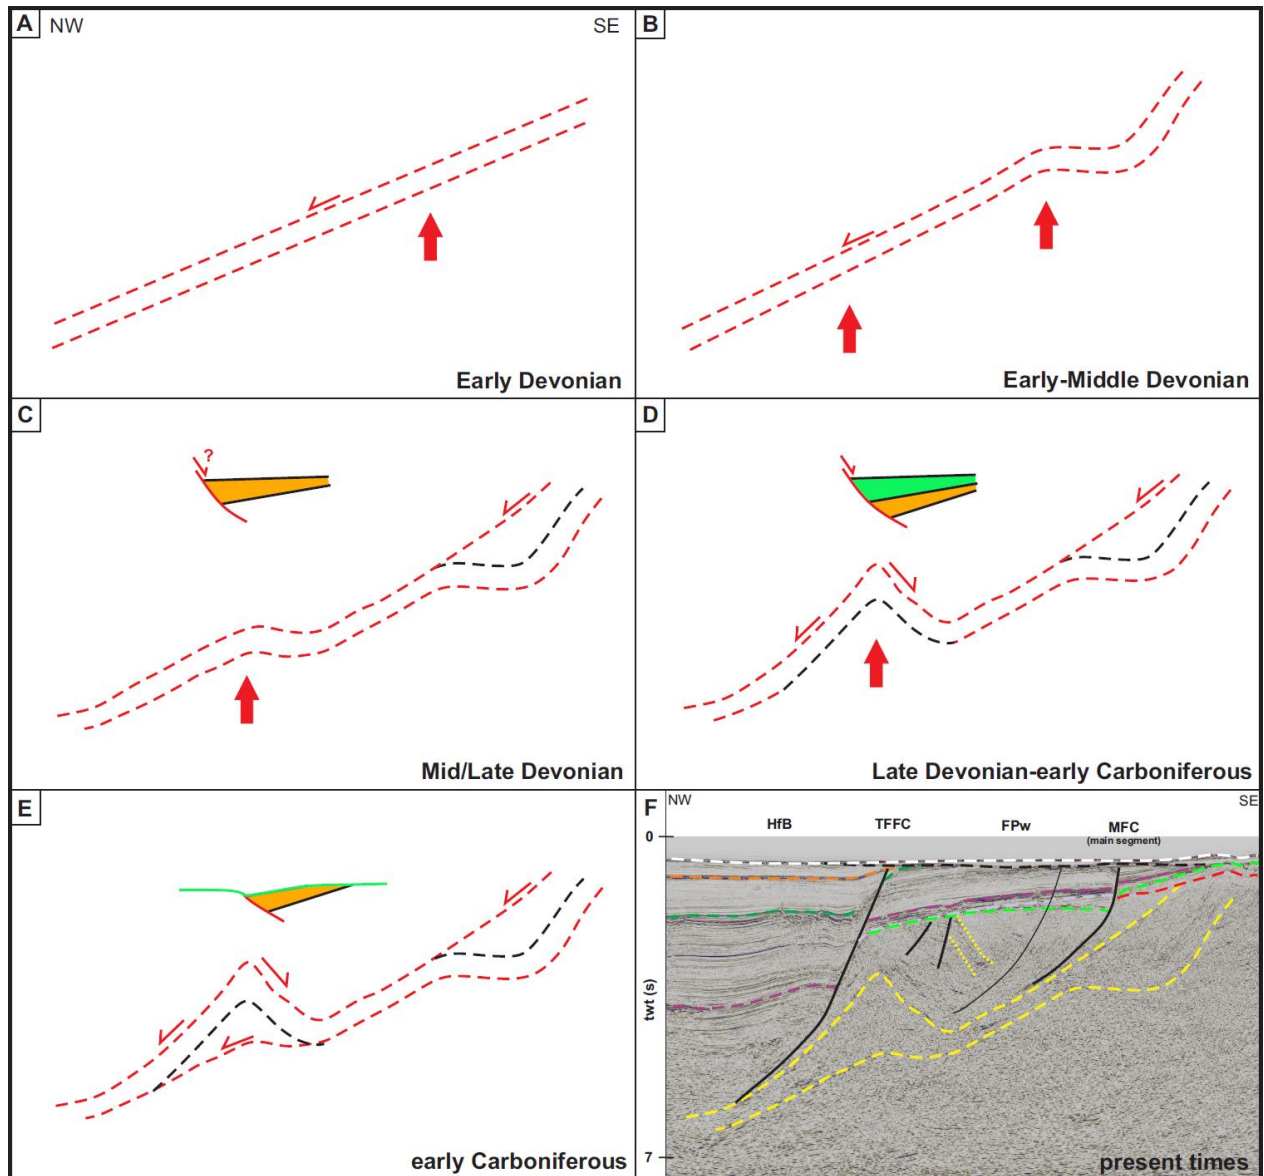 A NW SE
Early Devonian
B
Early-Middle Devonian
C
?
Mid/Late Devonian
D
Late Devonian-early Carboniferous
E
early Carboniferous
F NW SE
HfB TFFC FPw MFC
(main segment)
0
twt (s)
7
present times